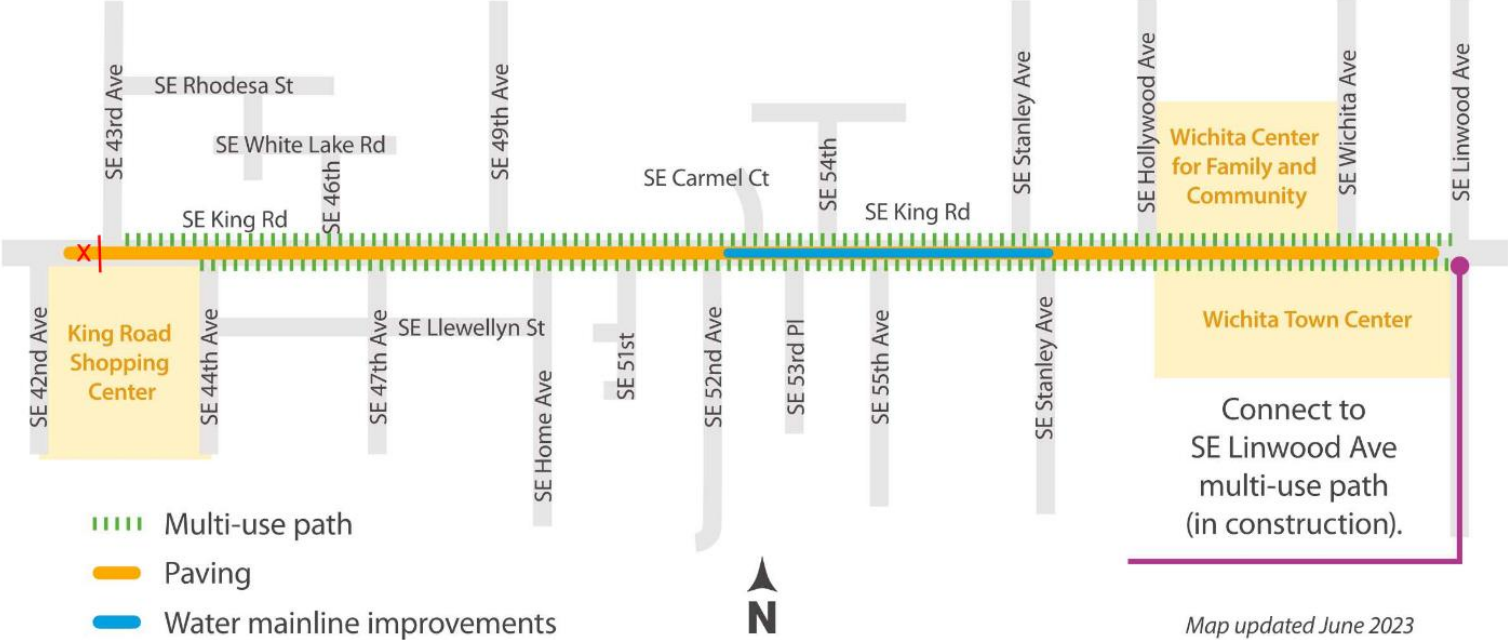 SE 43rd Ave
SE Rhodesa St
SE White Lake Rd
SE 46th
SE King Rd
SE 49th Ave
SE Carmel Ct
SE 54th
SE King Rd
SE Stanley Ave
SE Hollywood Ave
Wichita Center
for Family and
Community
SE Wichita Ave
SE Linwood Ave
X
SE 42nd Ave
King Road
Shopping
Center
SE 44th Ave
SE Llewellyn St
SE 47th Ave
SE Home Ave
SE 51st
SE 52nd Ave
SE 53rd Pl
SE 55th Ave
SE Stanley Ave
Wichita Town Center
Connect to
SE Linwood Ave
multi-use path
(in construction).
Multi-use path
Paving
Water mainline improvements
N
Map updated June 2023